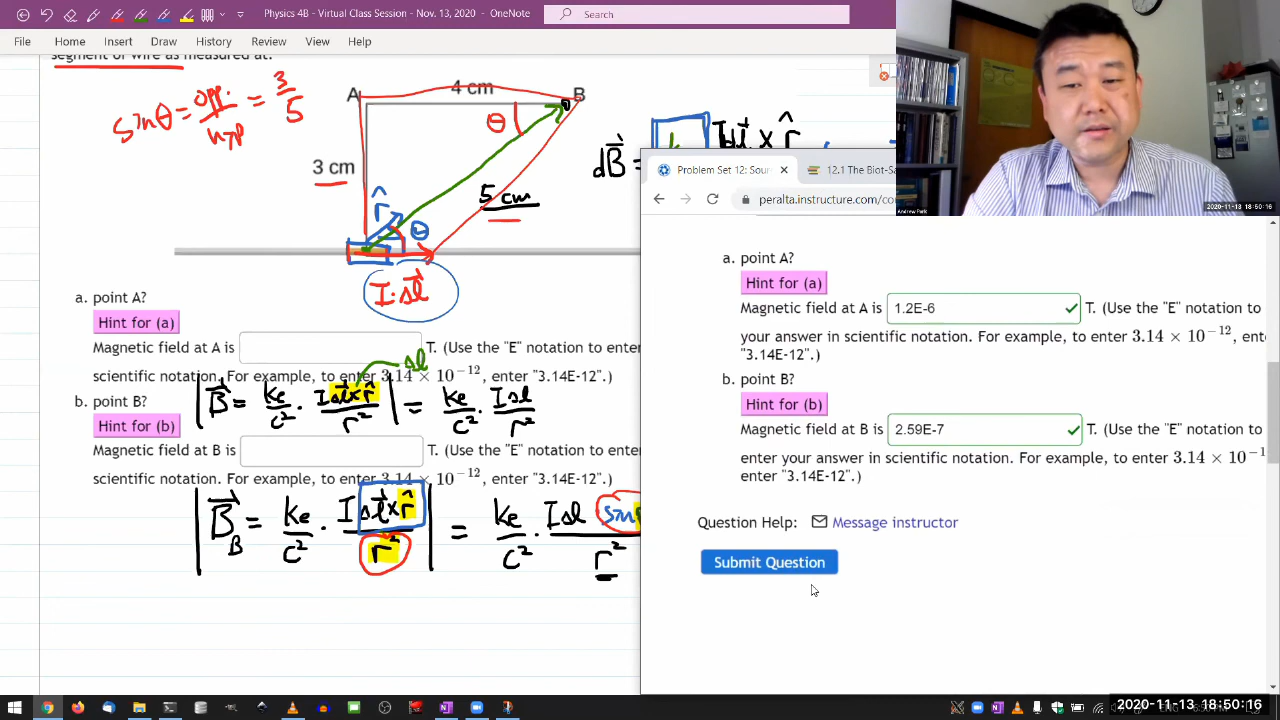 Physics 4B Lectures - Nov. 13, 2020 - OneNote
Search
File Home Insert Draw History Review View Help
segment of wire as measured at:
sinθ = opp. / hyp = 3 / 5
A
4 cm
B
θ
3 cm
r̂
5 cm
θ
I·Δl⃗
dB⃗ =
Idl⃗ × r̂
a. point A?
Hint for (a)
Magnetic field at A is
T. (Use the "E" notation to enter
Δl
scientific notation. For example, to enter 3.14 × 10⁻¹², enter "3.14E-12".)
|B⃗ = ke/c² · IΔl⃗×r̂/r²| = ke/c² · IΔl/r²
b. point B?
Hint for (b)
Magnetic field at B is
T. (Use the "E" notation to enter
scientific notation. For example, to enter 3.14 × 10⁻¹², enter "3.14E-12".)
|B⃗_B = ke/c² · IΔl⃗×r̂/r²| = ke/c² · IΔl sin/r²
Andrew Park
2020-11-13 18:50:16
Problem Set 12: Sour
12.1 The Biot-Sa
peralta.instructure.com/cour
a. point A?
Hint for (a)
Magnetic field at A is 1.2E-6 T. (Use the "E" notation to
your answer in scientific notation. For example, to enter 3.14 × 10⁻¹², ente
"3.14E-12".)
b. point B?
Hint for (b)
Magnetic field at B is 2.59E-7 T. (Use the "E" notation to
enter your answer in scientific notation. For example, to enter 3.14 × 10⁻¹
enter "3.14E-12".)
Question Help: Message instructor
Submit Question
2020-11-13 18:50:16